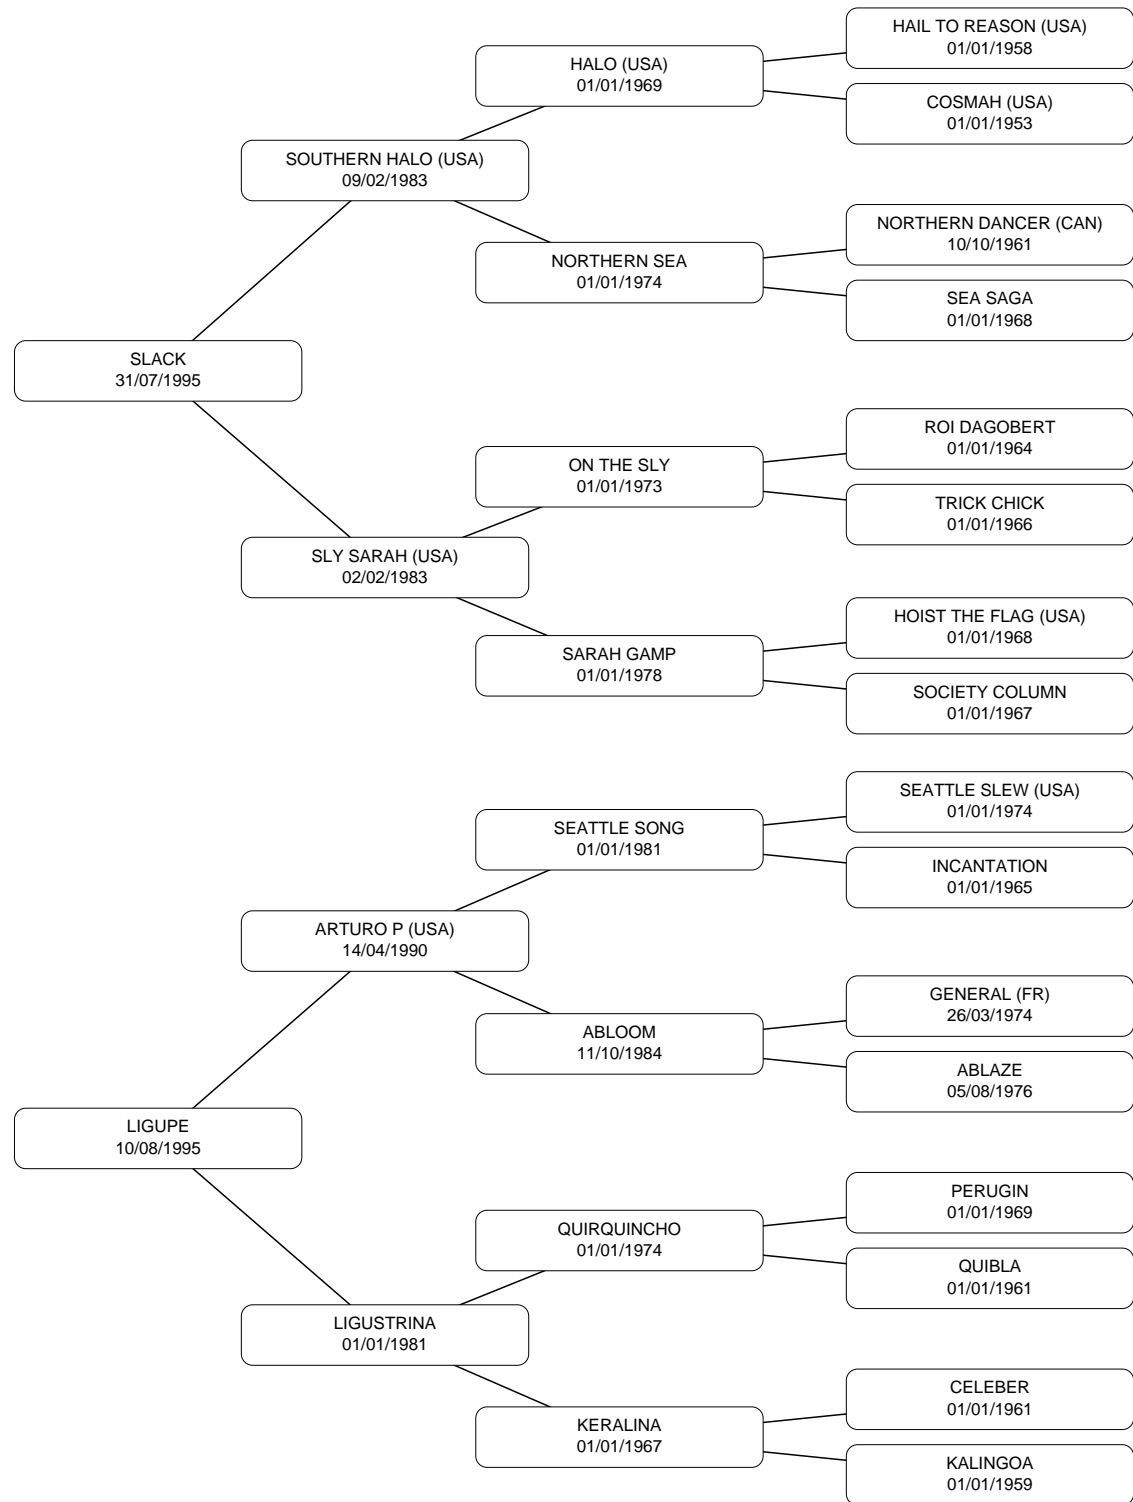 HAIL TO REASON (USA)
01/01/1958
HALO (USA)
01/01/1969
COSMAH (USA)
01/01/1953
SOUTHERN HALO (USA)
09/02/1983
NORTHERN DANCER (CAN)
10/10/1961
NORTHERN SEA
01/01/1974
SEA SAGA
01/01/1968
SLACK
31/07/1995
ROI DAGOBERT
01/01/1964
ON THE SLY
01/01/1973
TRICK CHICK
01/01/1966
SLY SARAH (USA)
02/02/1983
HOIST THE FLAG (USA)
01/01/1968
SARAH GAMP
01/01/1978
SOCIETY COLUMN
01/01/1967
SEATTLE SLEW (USA)
01/01/1974
SEATTLE SONG
01/01/1981
INCANTATION
01/01/1965
ARTURO P (USA)
14/04/1990
GENERAL (FR)
26/03/1974
ABLOOM
11/10/1984
ABLAZE
05/08/1976
LIGUPE
10/08/1995
PERUGIN
01/01/1969
QUIRQUINCHO
01/01/1974
QUIBLA
01/01/1961
LIGUSTRINA
01/01/1981
CELEBER
01/01/1961
KERALINA
01/01/1967
KALINGOA
01/01/1959